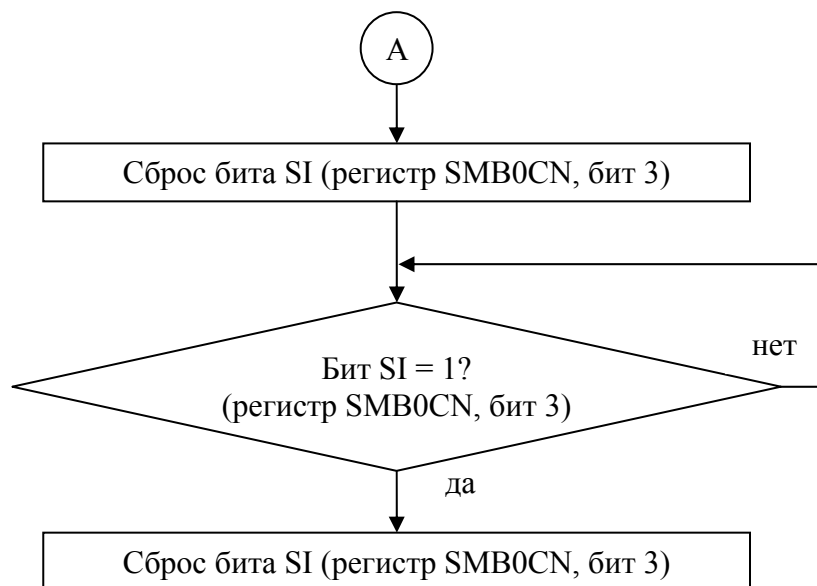 А
Сброс бита SI (регистр SMB0CN, бит 3)
Бит SI = 1?
нет
(регистр SMB0CN, бит 3)
да
Сброс бита SI (регистр SMB0CN, бит 3)